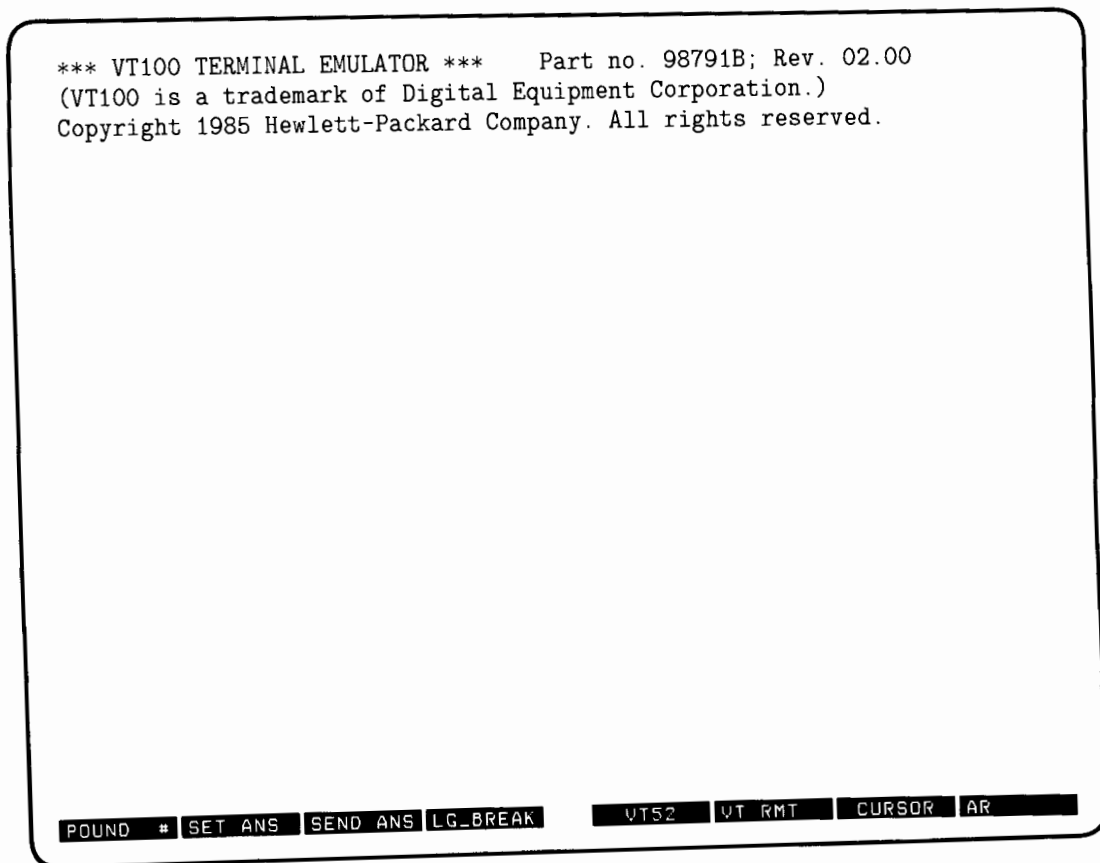 *** VT100 TERMINAL EMULATOR ***    Part no. 98791B; Rev. 02.00
(VT100 is a trademark of Digital Equipment Corporation.)
Copyright 1985 Hewlett-Packard Company. All rights reserved.
POUND # SET ANS SEND ANS LG_BREAK VT52 VT RMT CURSOR AR